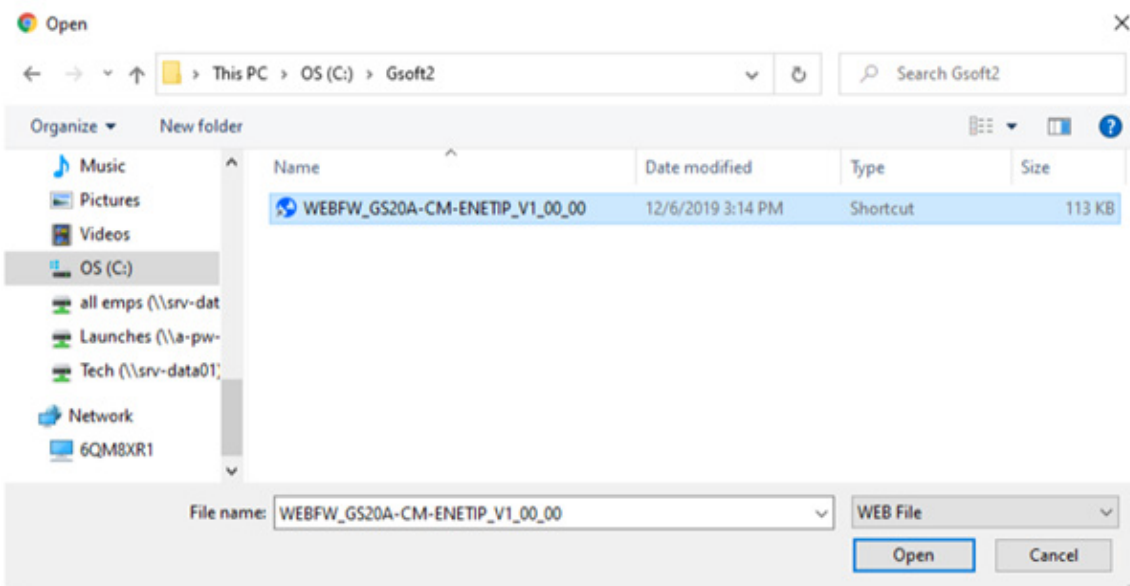 Open
This PC > OS (C:) > Gsoft2
Search Gsoft2
Organize
New folder
Music
Pictures
Videos
OS (C:)
all emps (\\srv-dat
Launches (\\a-pw-
Tech (\\srv-data01)
Network
6QM8XR1
Name Date modified Type Size
WEBFW_GS20A-CM-ENETIP_V1_00_00 12/6/2019 3:14 PM Shortcut 113 KB
File name: WEBFW_GS20A-CM-ENETIP_V1_00_00
WEB File
Open Cancel